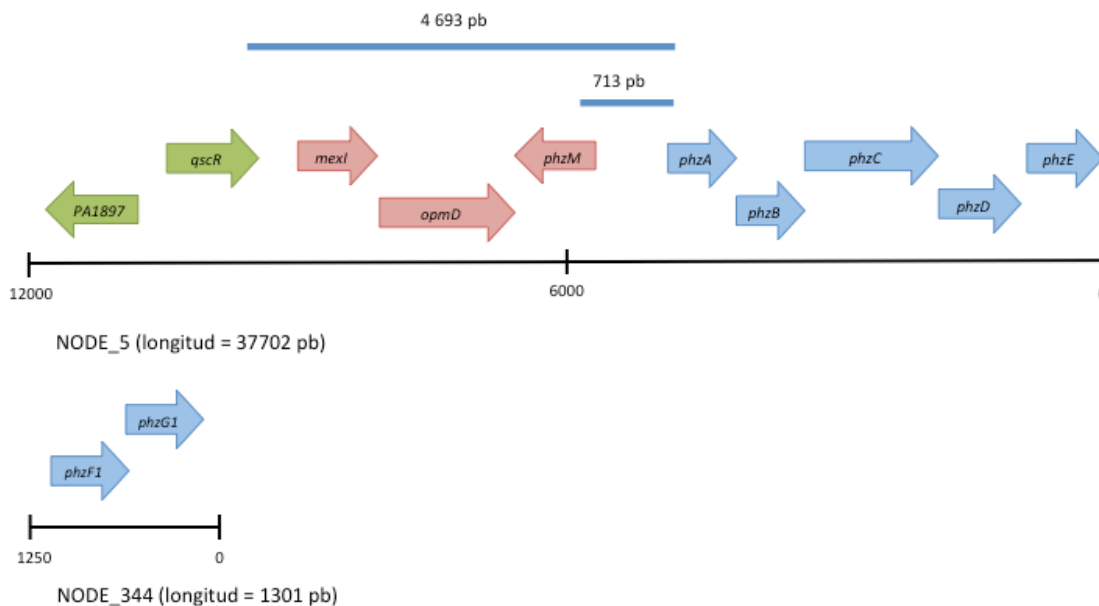 4 693 pb
713 pb
qscR
mexI
phzM
phzA
phzC
phzE
PA1897
opmD
phzB
phzD
12000
6000
NODE_5 (longitud = 37702 pb)
phzG1
phzF1
1250
0
NODE_344 (longitud = 1301 pb)